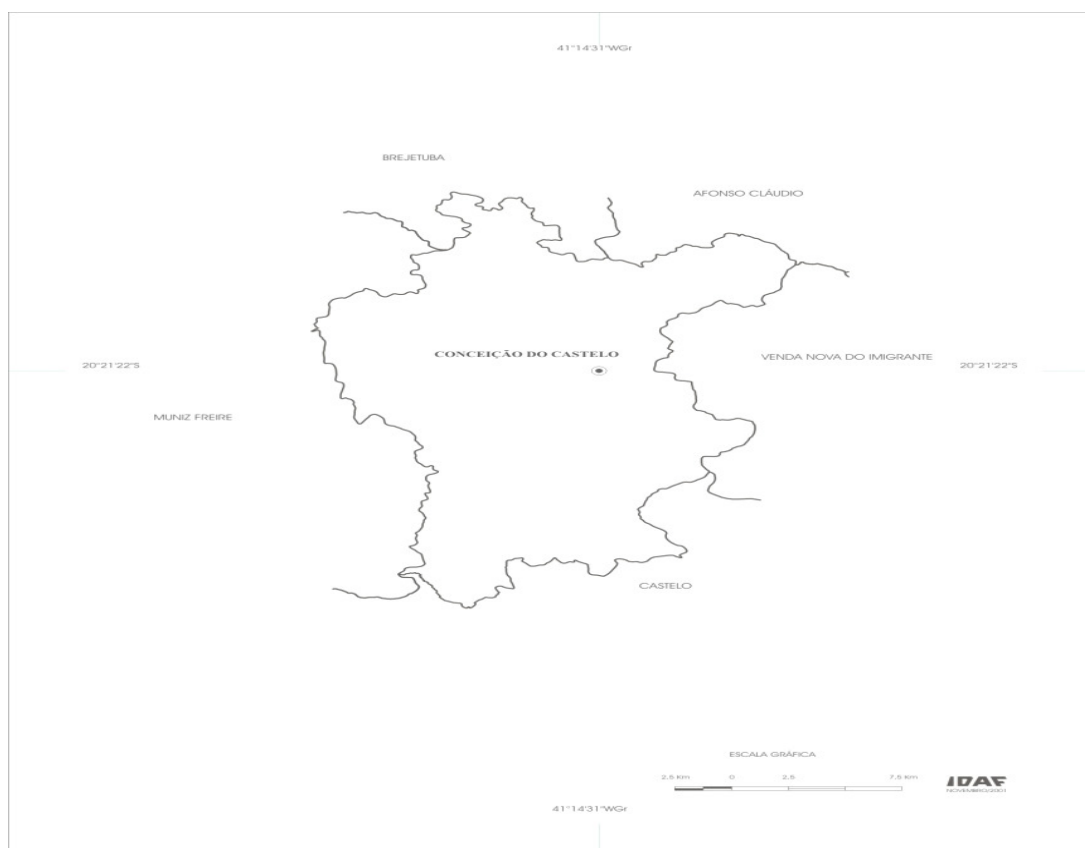 41°14'31"WGr
BREJETUBA
AFONSO CLÁUDIO
CONCEIÇÃO DO CASTELO
VENDA NOVA DO IMIGRANTE
20°21'22"S
20°21'22"S
MUNIZ FREIRE
CASTELO
ESCALA GRÁFICA
2,5 Km 0 2,5 7,5 Km
IDAF
NOVEMBRO/2001
41°14'31"WGr